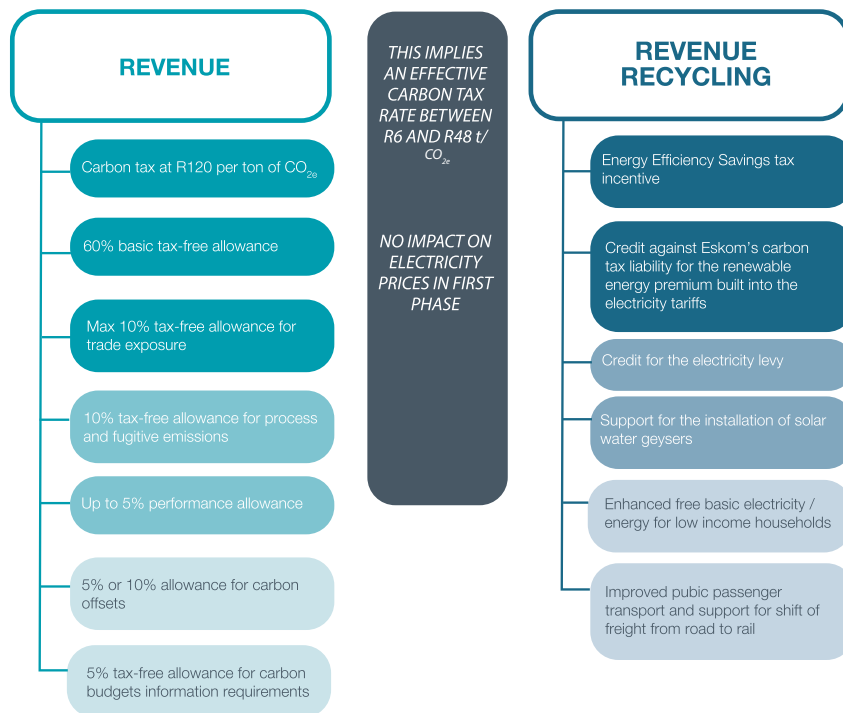 REVENUE
Carbon tax at R120 per ton of CO2e
60% basic tax-free allowance
Max 10% tax-free allowance for
trade exposure
10% tax-free allowance for process
and fugitive emissions
Up to 5% performance allowance
5% or 10% allowance for carbon
offsets
5% tax-free allowance for carbon
budgets information requirements
THIS IMPLIES
AN EFFECTIVE
CARBON TAX
RATE BETWEEN
R6 AND R48 t/
CO2e
NO IMPACT ON
ELECTRICITY
PRICES IN FIRST
PHASE
REVENUE
RECYCLING
Energy Efficiency Savings tax
incentive
Credit against Eskom's carbon
tax liability for the renewable
energy premium built into the
electricity tariffs
Credit for the electricity levy
Support for the installation of solar
water geysers
Enhanced free basic electricity /
energy for low income households
Improved pubic passenger
transport and support for shift of
freight from road to rail